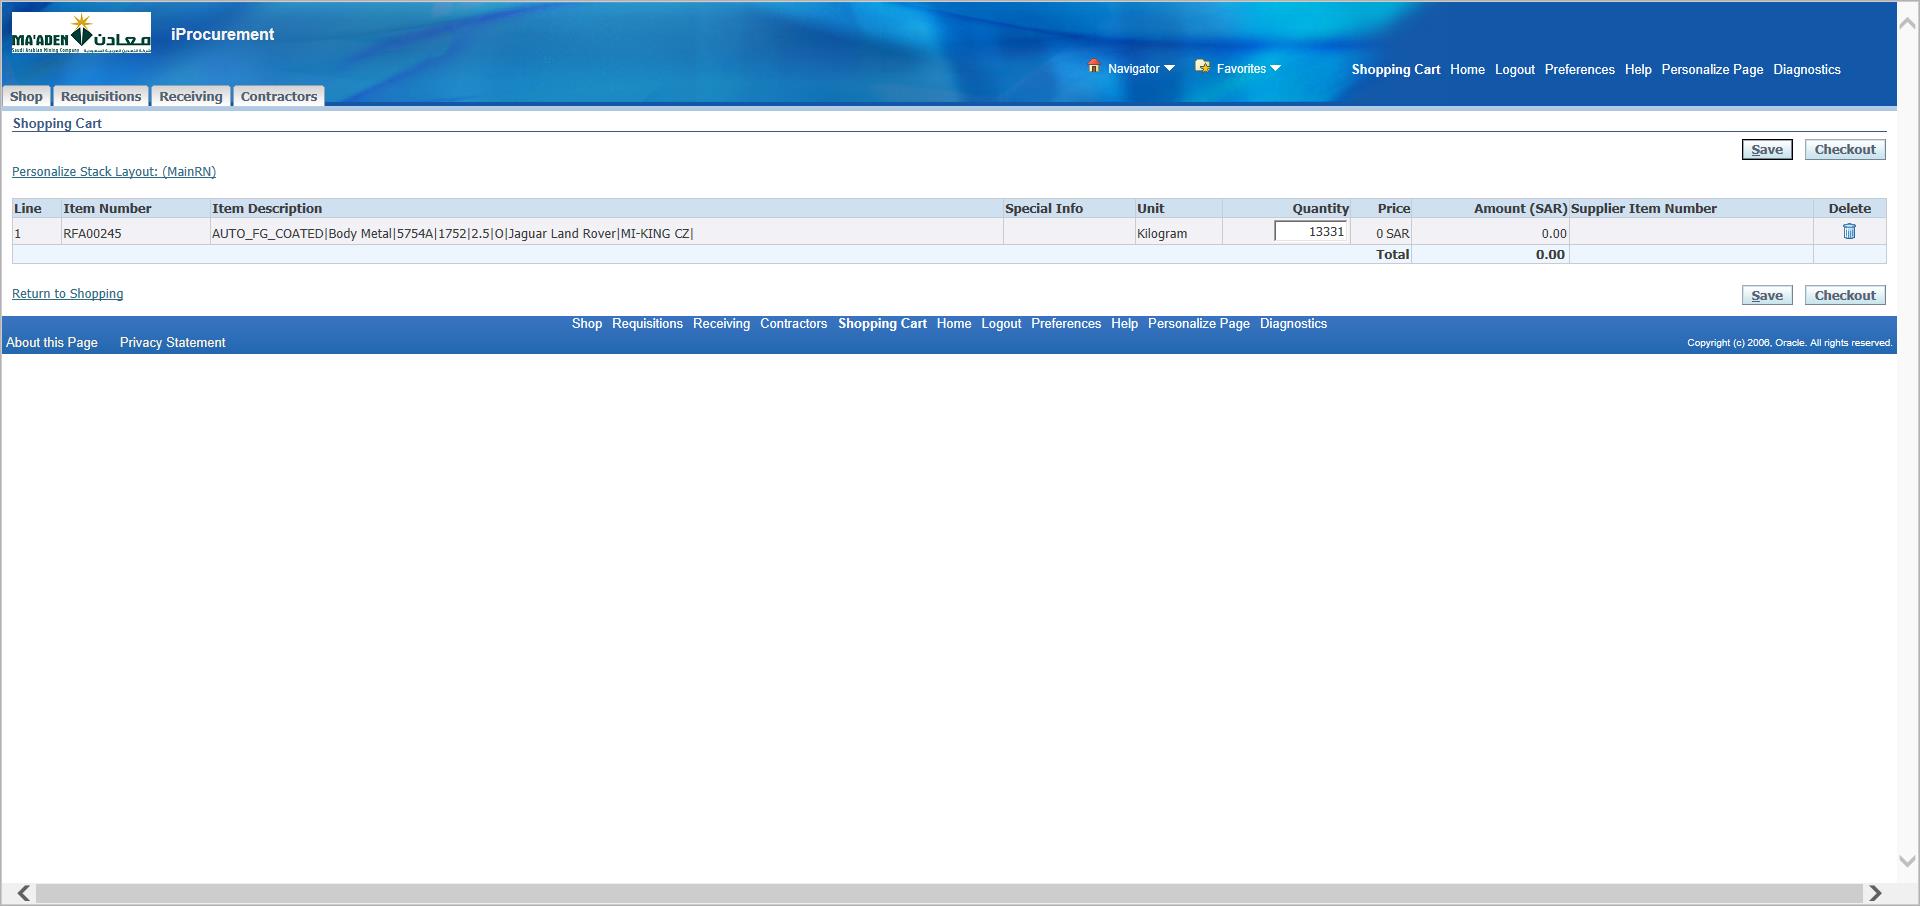 MA'ADEN معادن
Saudi Arabian Mining Company شركة التعدين العربية السعودية
iProcurement
Navigator Favorites Shopping Cart Home Logout Preferences Help Personalize Page Diagnostics
Shop Requisitions Receiving Contractors
Shopping Cart
Save Checkout
Personalize Stack Layout: (MainRN)
Line Item Number Item Description Special Info Unit Quantity Price Amount (SAR) Supplier Item Number Delete
1 RFA00245 AUTO_FG_COATED|Body Metal|5754A|1752|2.5|O|Jaguar Land Rover|MI-KING CZ| Kilogram 13331 0 SAR 0.00
Total 0.00
Return to Shopping Save Checkout
Shop Requisitions Receiving Contractors Shopping Cart Home Logout Preferences Help Personalize Page Diagnostics
About this Page Privacy Statement Copyright (c) 2006, Oracle. All rights reserved.